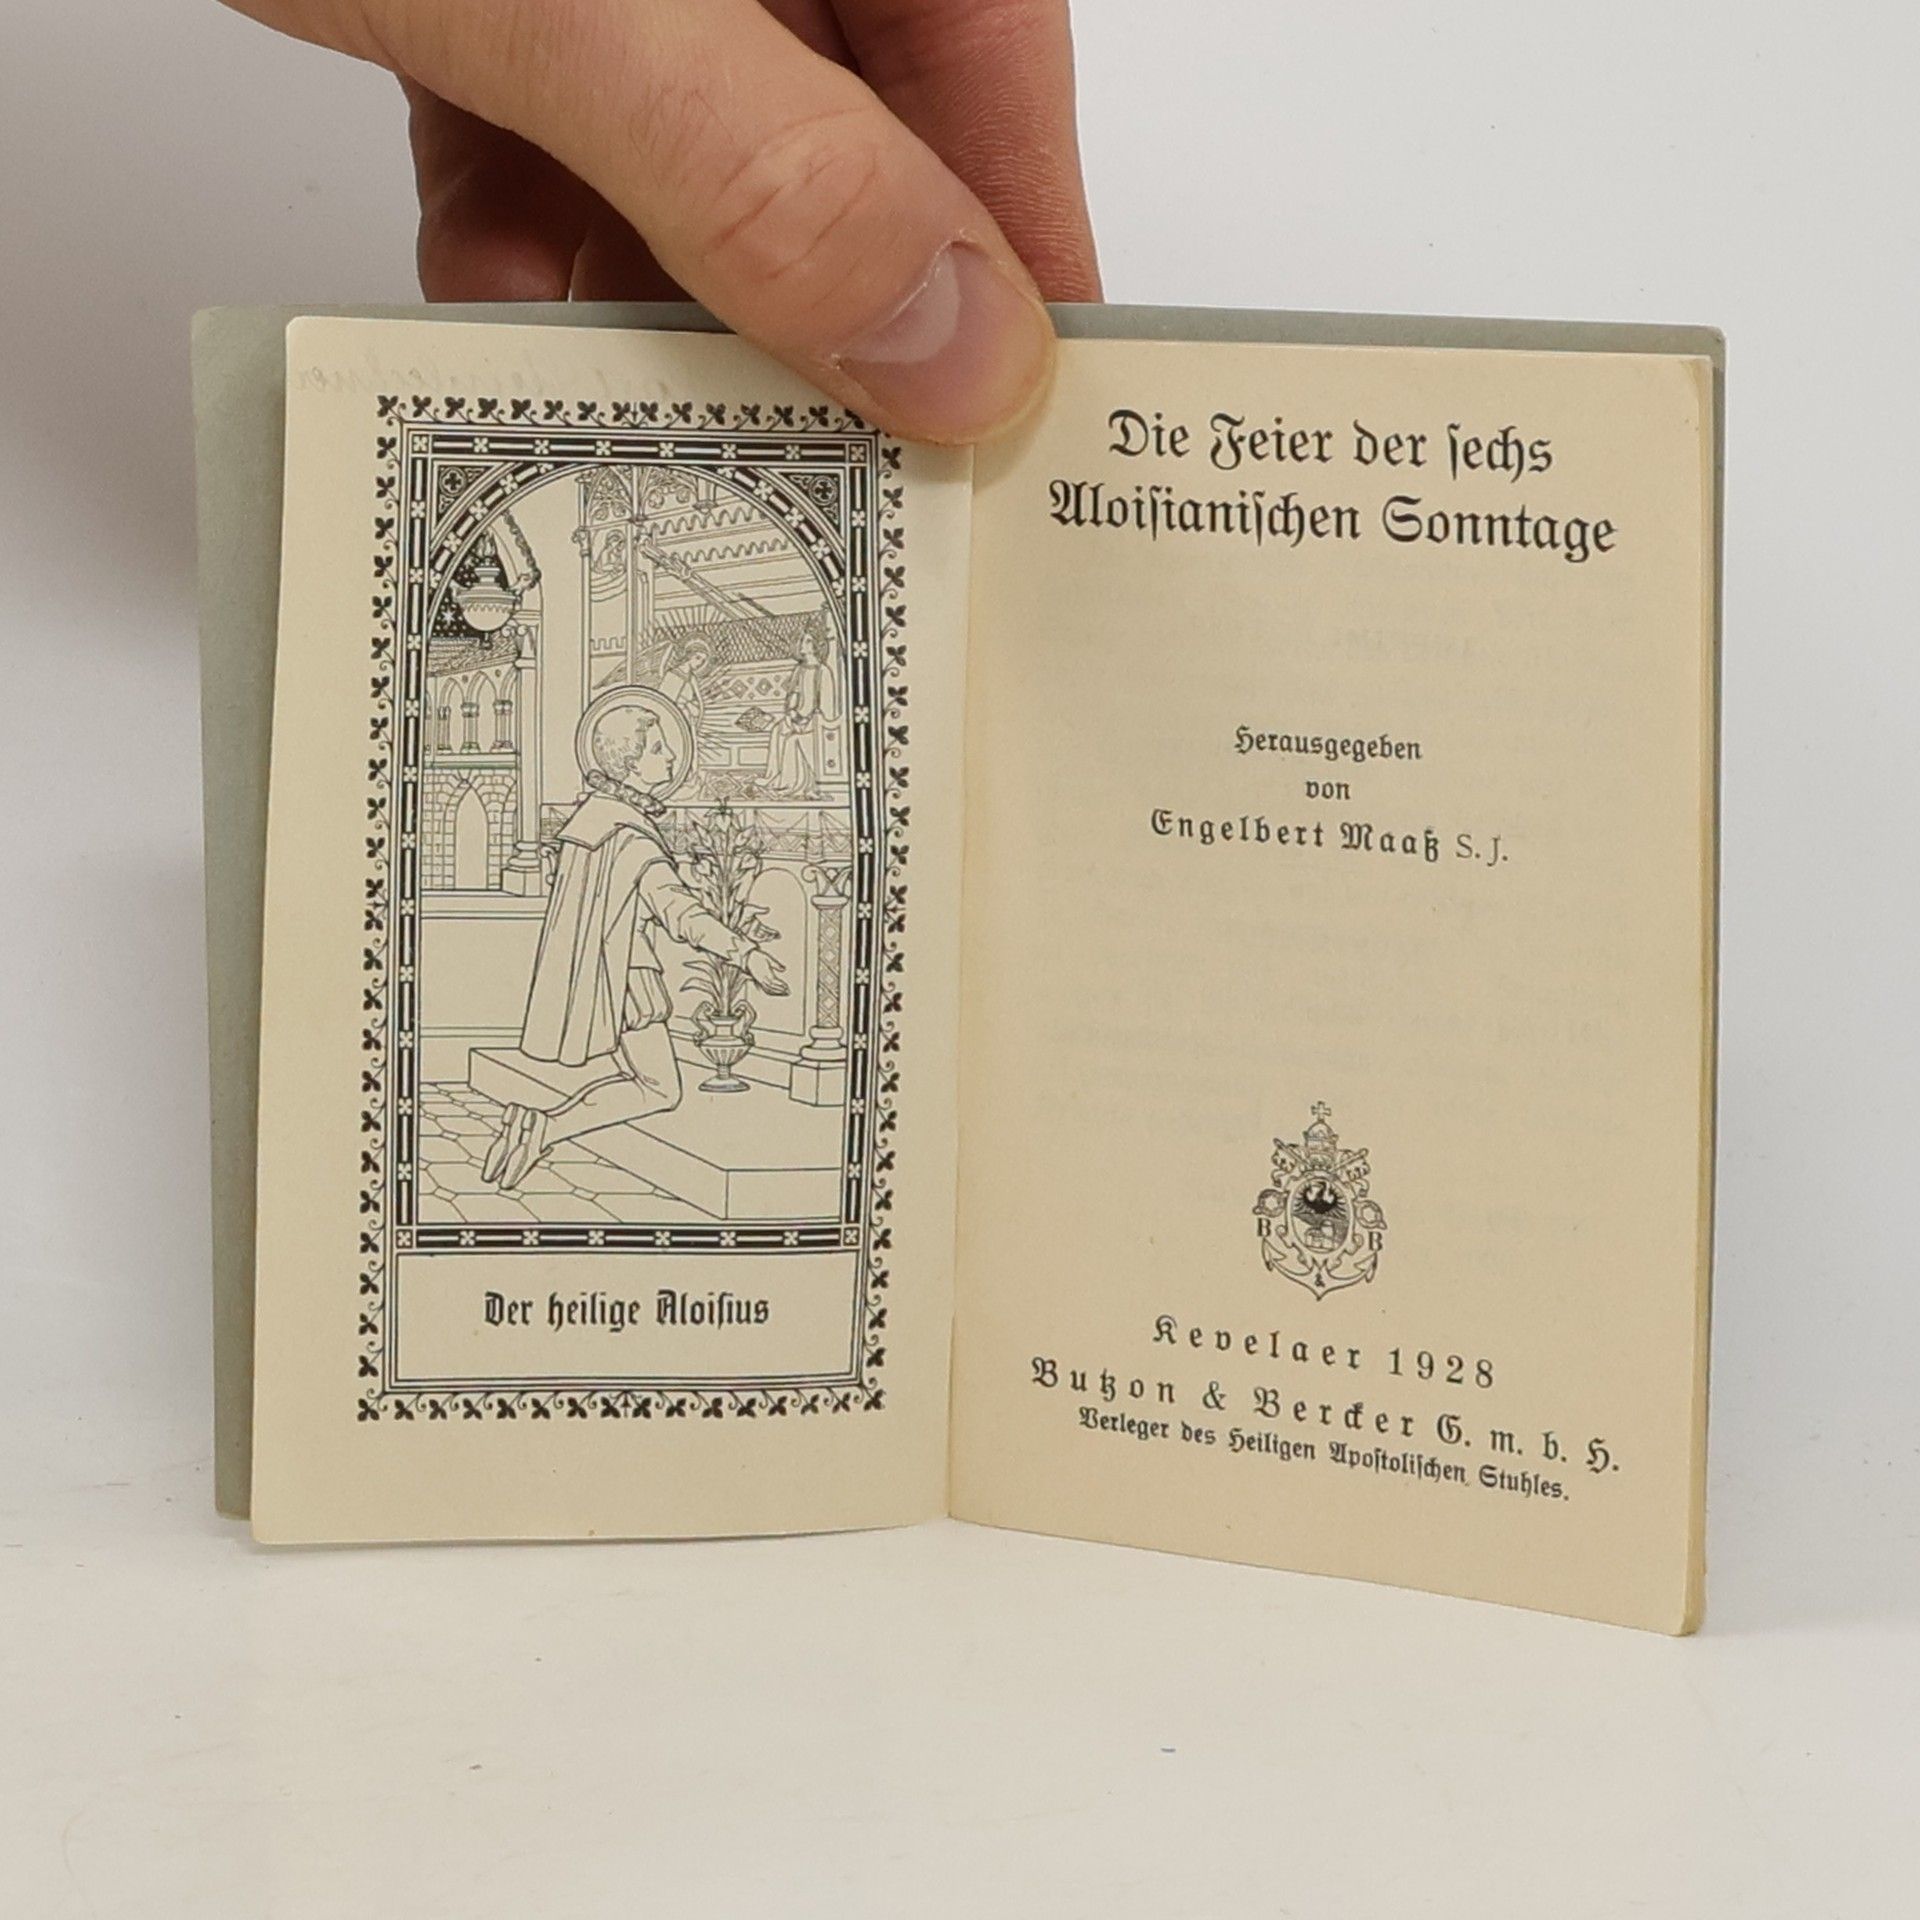 Der heilige Aloiſius
Die Feier der ſechs
Aloiſianiſchen Sonntage
Herausgegeben
von
Engelbert Maaß S. J.
B B
&
Kevelaer 1928
Butzon & Bercker G. m. b. H.
Verleger des Heiligen Apoſtoliſchen Stuhles.